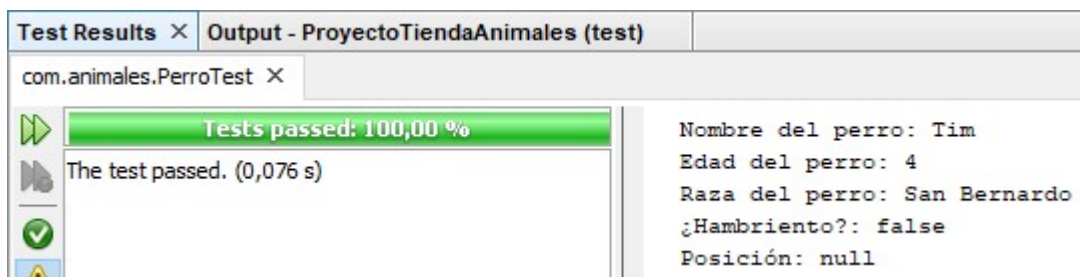 Test Results × Output - ProyectoTiendaAnimales (test)
com.animales.PerroTest ×
Tests passed: 100,00 %
The test passed. (0,076 s)
Nombre del perro: Tim
Edad del perro: 4
Raza del perro: San Bernardo
¿Hambriento?: false
Posición: null